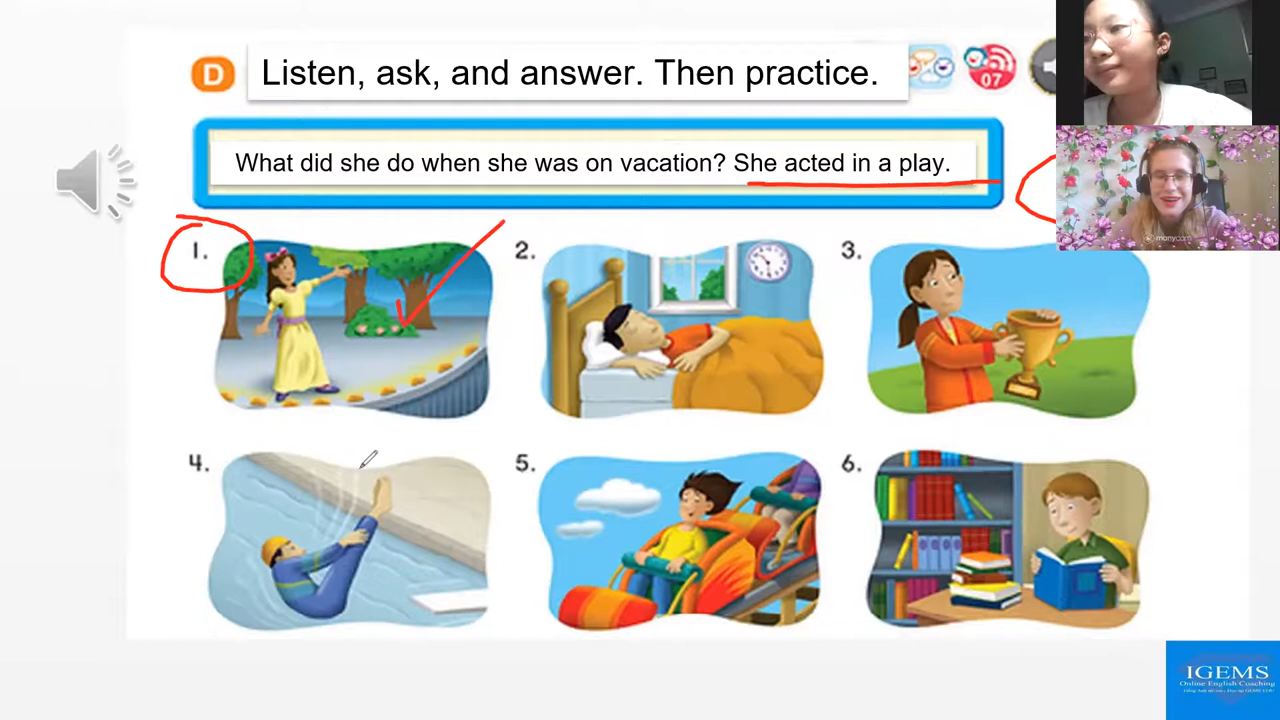 D Listen, ask, and answer. Then practice.
07
What did she do when she was on vacation? She acted in a play.
1.
2.
3.
4.
5.
6.
manycam
IGEMS
Online English Coaching